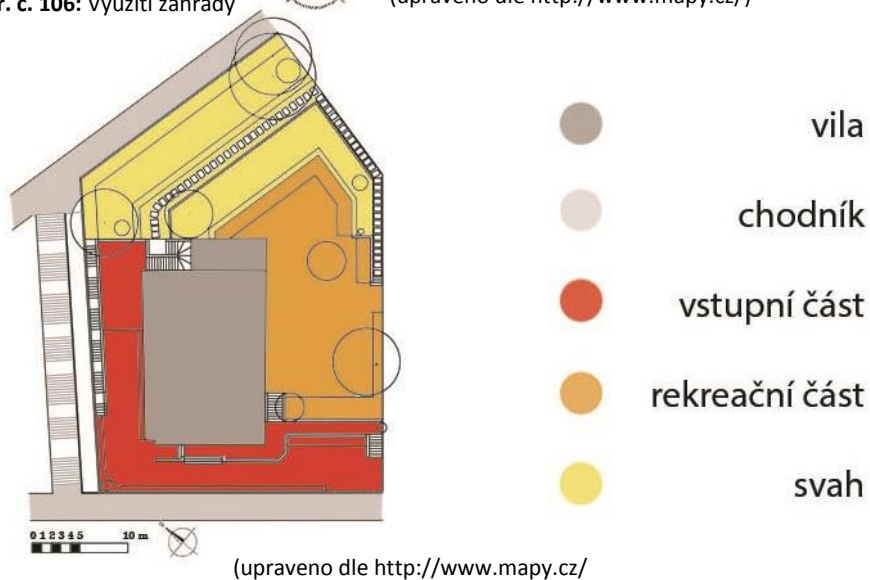 r. č. 106: Využití zahrady
(upraveno dle http://www.mapy.cz/)
vila
chodník
vstupní část
rekreační část
svah
0 1 2 3 4 5 10 m
(upraveno dle http://www.mapy.cz/